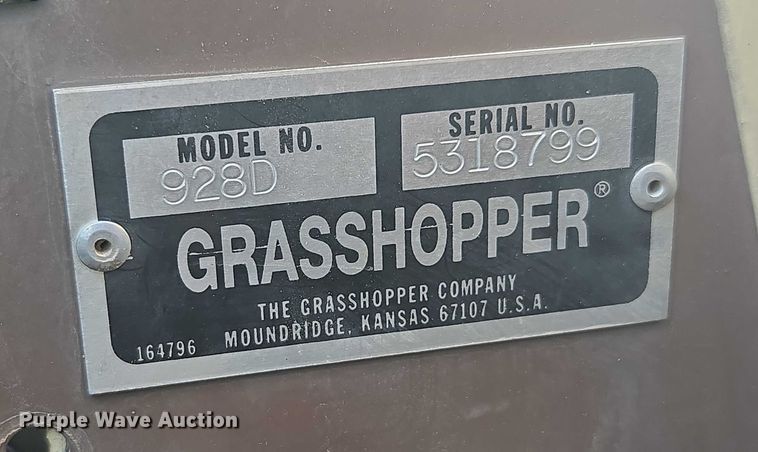 MODEL NO.
928D
SERIAL NO.
5318799
GRASSHOPPER®
THE GRASSHOPPER COMPANY
MOUNDRIDGE, KANSAS 67107 U.S.A.
164796
Purple Wave Auction